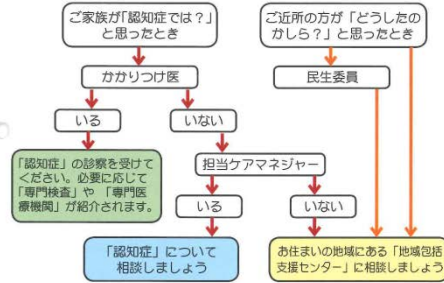 ご家族が「認知症では？」
と思ったとき
ご近所の方が「どうしたの
かしら？」と思ったとき
かかりつけ医
民生委員
いる
いない
「認知症」の診察を受けて
ください。必要に応じて
「専門検査」や「専門医
療機関」が紹介されます。
担当ケアマネジャー
いる
いない
「認知症」について
相談しましょう
お住まいの地域にある「地域包括
支援センター」に相談しましょう